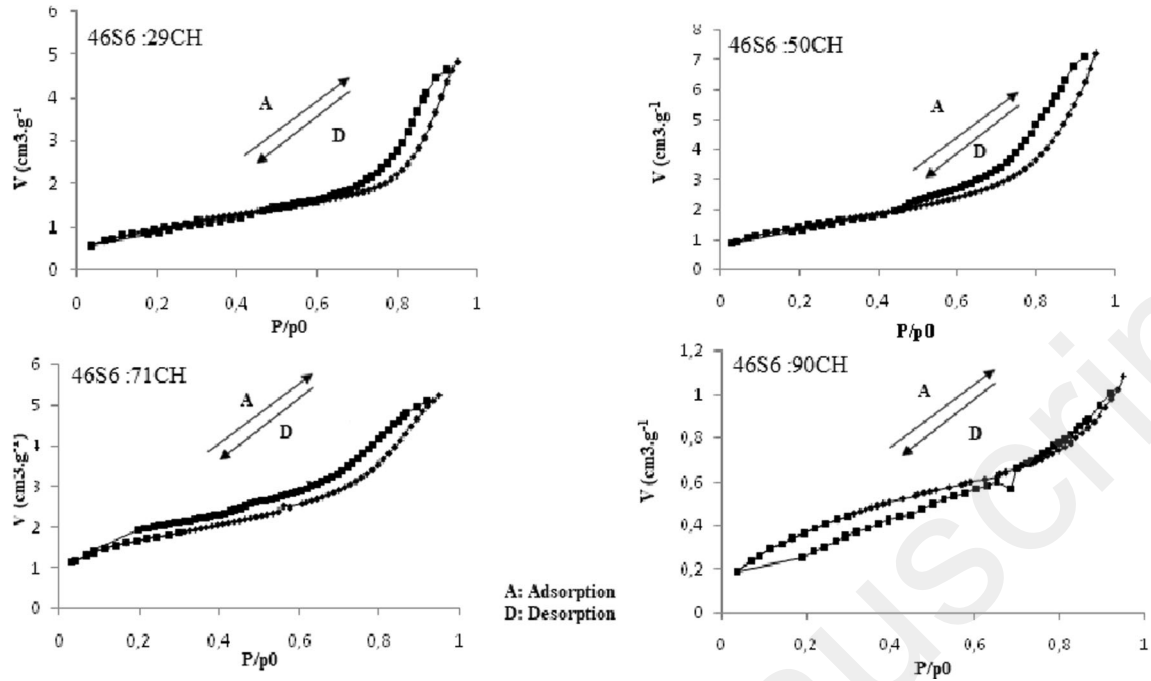 46S6 :29CH
6
5
4
3
2
1
0
V (cm3.g-1
A
D
0 0,2 0,4 0,6 0,8 1
P/p0
46S6 :50CH
8
7
6
5
4
3
2
1
0
V (cm3.g-1
A
D
0 0,2 0,4 0,6 0,8 1
P/p0
46S6 :71CH
6
5
4
3
2
1
0
V (cm3.g-1)
A
D
0 0,2 0,4 0,6 0,8 1
P/p0
A: Adsorption
D: Desorption
46S6 :90CH
1,2
1
0,8
0,6
0,4
0,2
0
V (cm3.g-1
A
D
0 0,2 0,4 0,6 0,8 1
P/p0